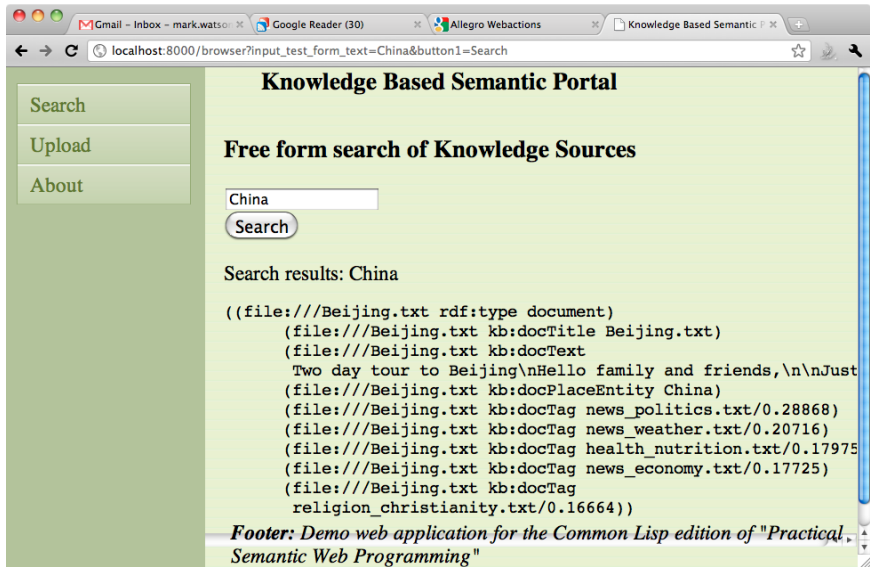 Gmail – Inbox – mark.watso
Google Reader (30)
Allegro Webactions
Knowledge Based Semantic P
localhost:8000/browser?input_test_form_text=China&button1=Search
Knowledge Based Semantic Portal
Search
Upload
About
Free form search of Knowledge Sources
China
Search
Search results: China
((file:///Beijing.txt rdf:type document)
(file:///Beijing.txt kb:docTitle Beijing.txt)
(file:///Beijing.txt kb:docText
Two day tour to Beijing\nHello family and friends,\n\nJust
(file:///Beijing.txt kb:docPlaceEntity China)
(file:///Beijing.txt kb:docTag news_politics.txt/0.28868)
(file:///Beijing.txt kb:docTag news_weather.txt/0.20716)
(file:///Beijing.txt kb:docTag health_nutrition.txt/0.17975
(file:///Beijing.txt kb:docTag news_economy.txt/0.17725)
(file:///Beijing.txt kb:docTag
religion_christianity.txt/0.16664))
Footer: Demo web application for the Common Lisp edition of "Practical
Semantic Web Programming"